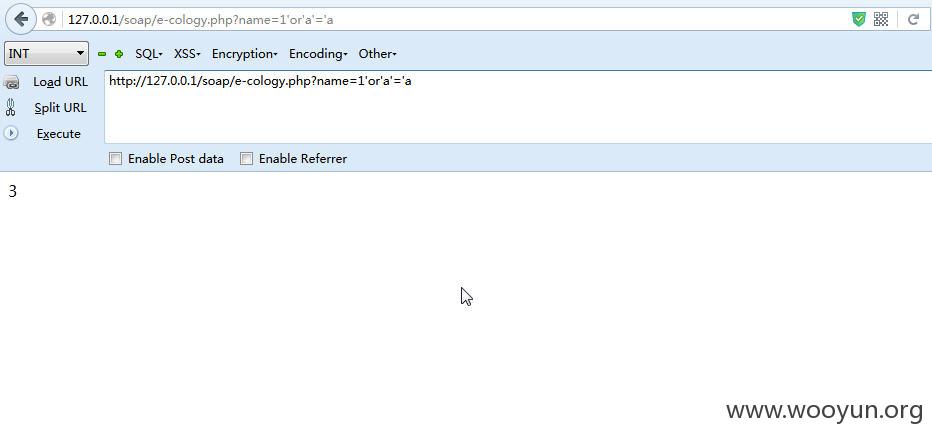 127.0.0.1/soap/e-cology.php?name=1'or'a'='a
INT SQL XSS Encryption Encoding Other
Load URL http://127.0.0.1/soap/e-cology.php?name=1'or'a'='a
Split URL
Execute
Enable Post data Enable Referrer
3
www.wooyun.org